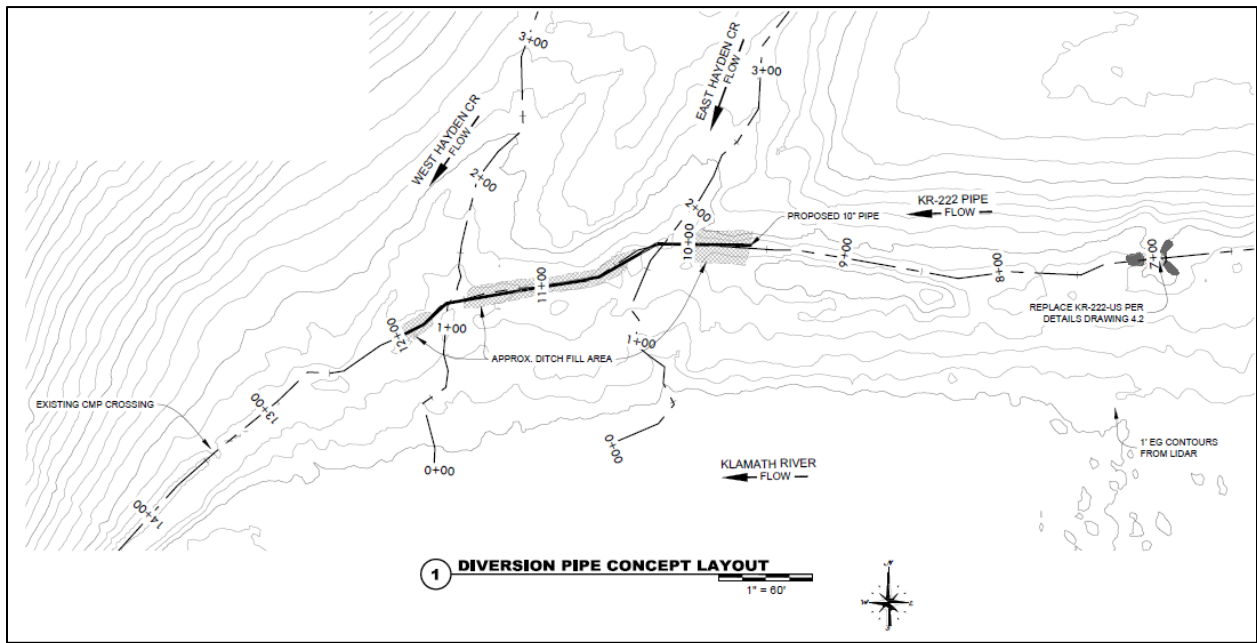 3+00
WEST HAYDEN CR
FLOW
2+00
EAST HAYDEN CR
FLOW
3+00
2+00
KR-222 PIPE
FLOW
PROPOSED 10" PIPE
10+00
9+00
8+00
7+00
REPLACE KR-222-US PER
DETAILS DRAWING 4.2
11+00
12+00
1+00
1+00
APPROX. DITCH FILL AREA
EXISTING CMP CROSSING
13+00
14+00
0+00
0+00
KLAMATH RIVER
FLOW
1' EG CONTOURS
FROM LIDAR
1 DIVERSION PIPE CONCEPT LAYOUT
1" = 60'
N
W E
S